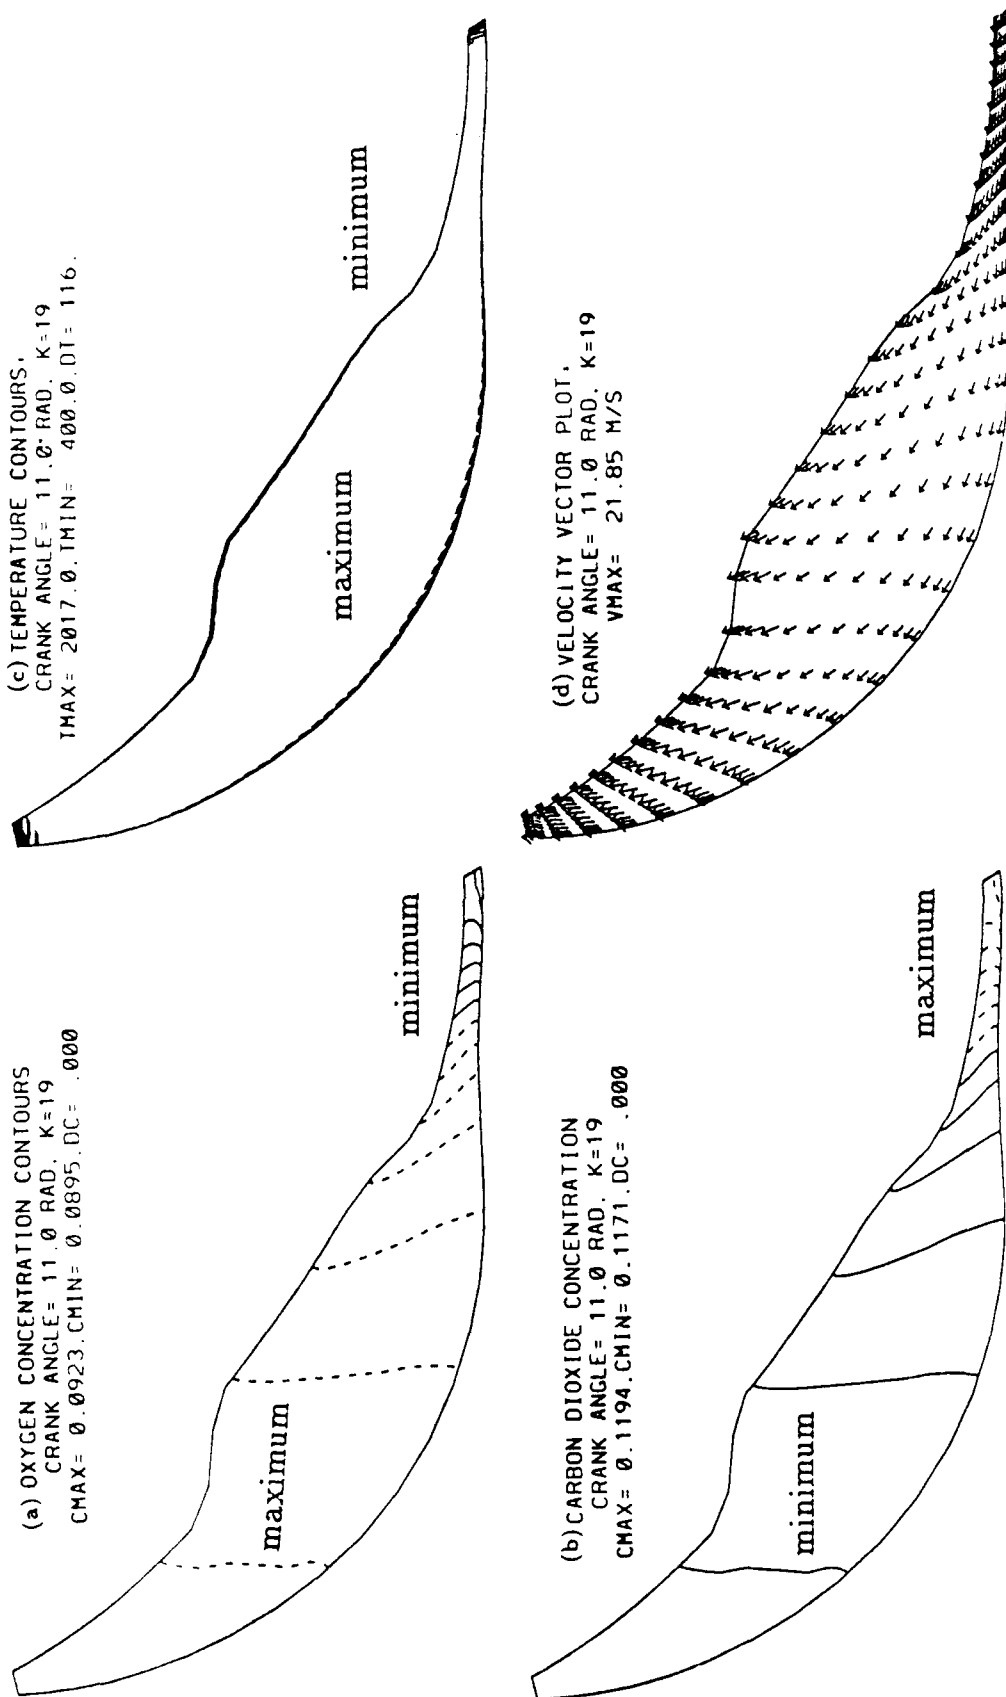 (a) OXYGEN CONCENTRATION CONTOURS
CRANK ANGLE= 11.0 RAD. K=19
CMAX= 0.0923.CMIN= 0.0895.DC= .000
maximum
minimum
(b) CARBON DIOXIDE CONCENTRATION
CRANK ANGLE= 11.0 RAD. K=19
CMAX= 0.1194.CMIN= 0.1171.DC= .000
minimum
maximum
(c) TEMPERATURE CONTOURS.
CRANK ANGLE= 11.0 RAD. K=19
TMAX= 2017.0.TMIN= 400.0.DT= 116.
maximum
minimum
(d) VELOCITY VECTOR PLOT.
CRANK ANGLE= 11.0 RAD. K=19
VMAX= 21.85 M/S